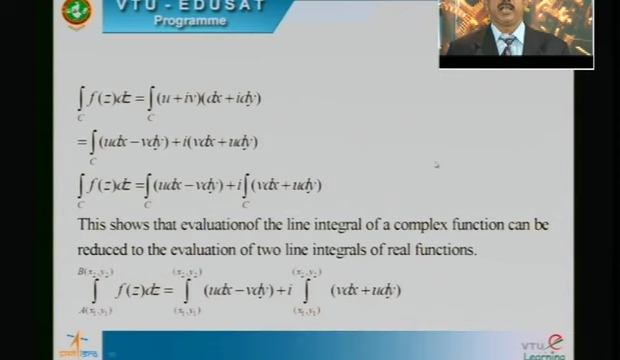 VTU - EDUSAT
Programme
∫_C f(z)dz = ∫_C (u + iv)(dx + idy)
= ∫_C (udx − vdy) + i(vdx + udy)
∫_C f(z)dz = ∫_C (udx − vdy) + i ∫_C (vdx + udy)
This shows that evaluationof the line integral of a complex function can be
reduced to the evaluation of two line integrals of real functions.
∫_{A(x₁,y₁)}^{B(x₂,y₂)} f(z)dz = ∫_{(x₁,y₁)}^{(x₂,y₂)} (udx − vdy) + i ∫_{(x₁,y₁)}^{(x₂,y₂)} (vdx + udy)
VTU e
Learning